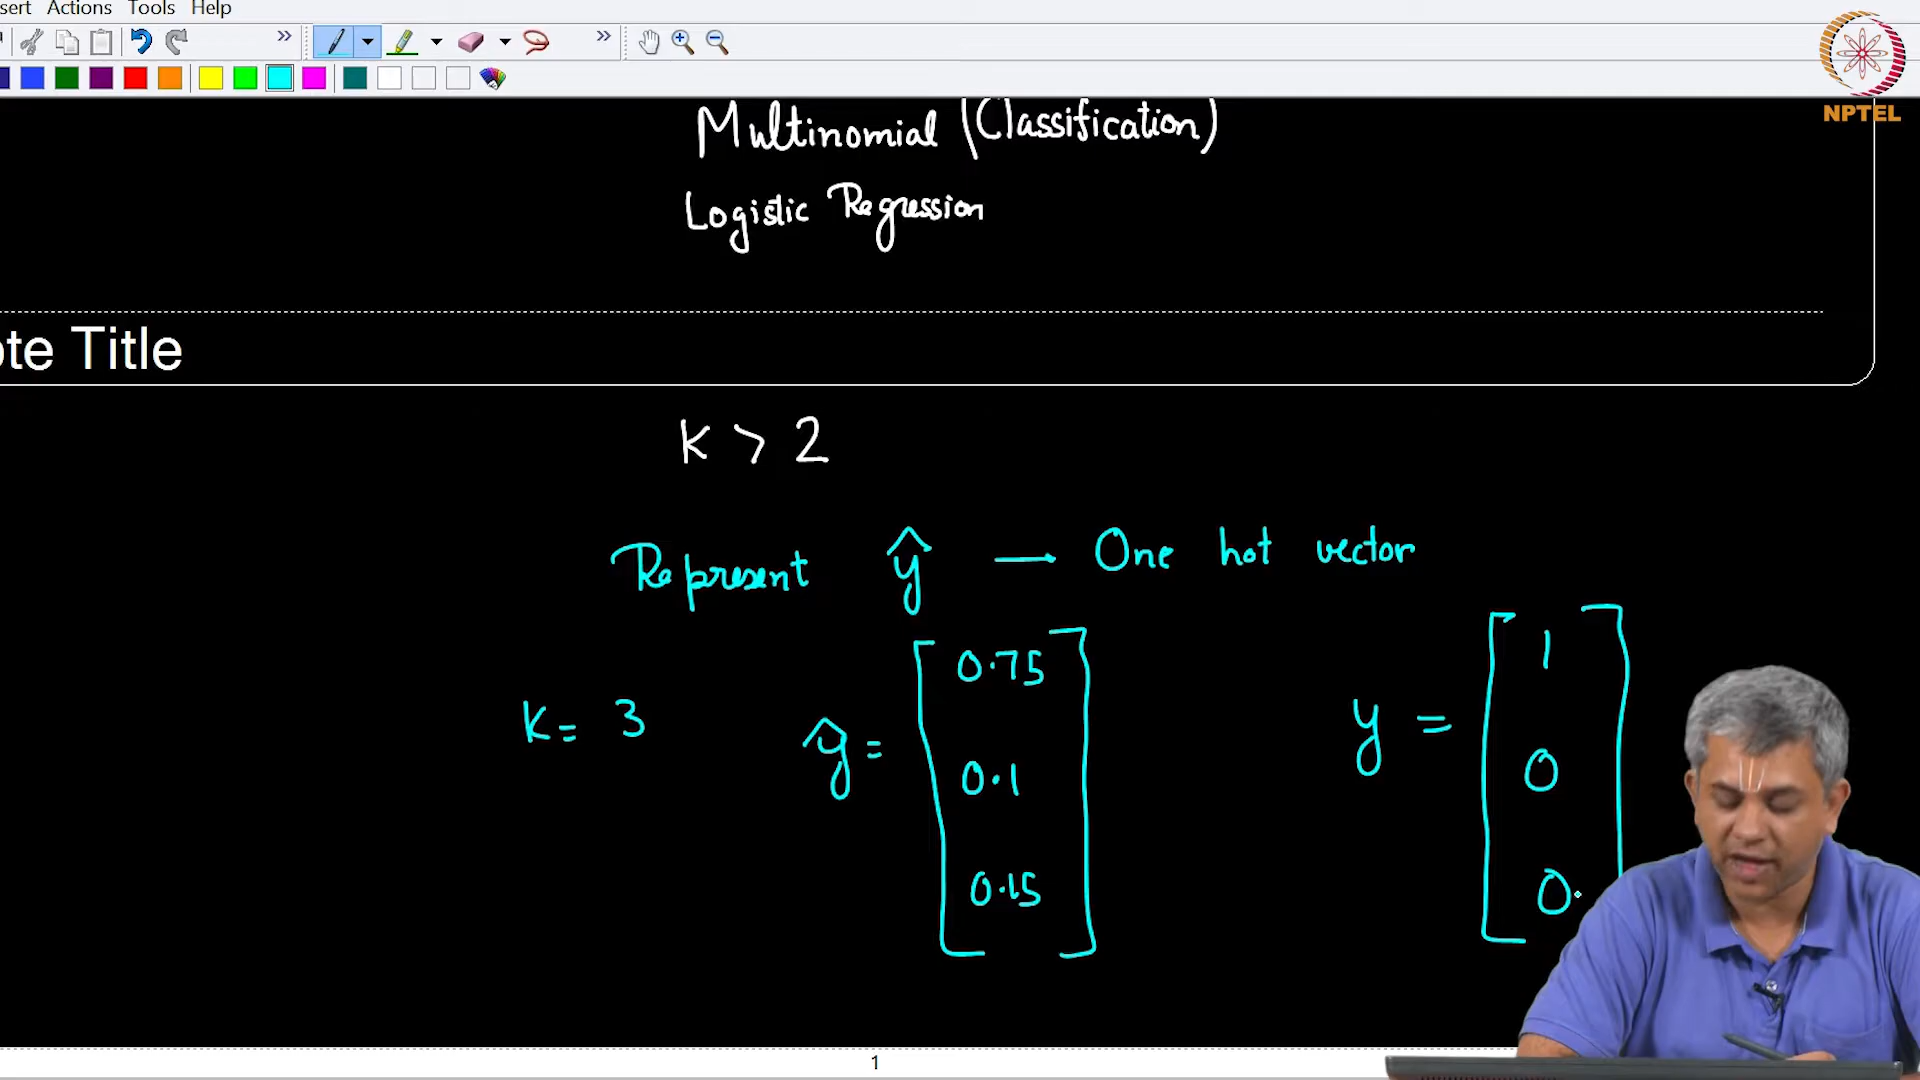 sert Actions Tools Help
NPTEL
Multinomial (Classification)
Logistic Regression
ote Title
K > 2
Represent ŷ — One hot vector
K = 3 ŷ = [0.75 0.1 0.15] y = [1 0 0.]
1